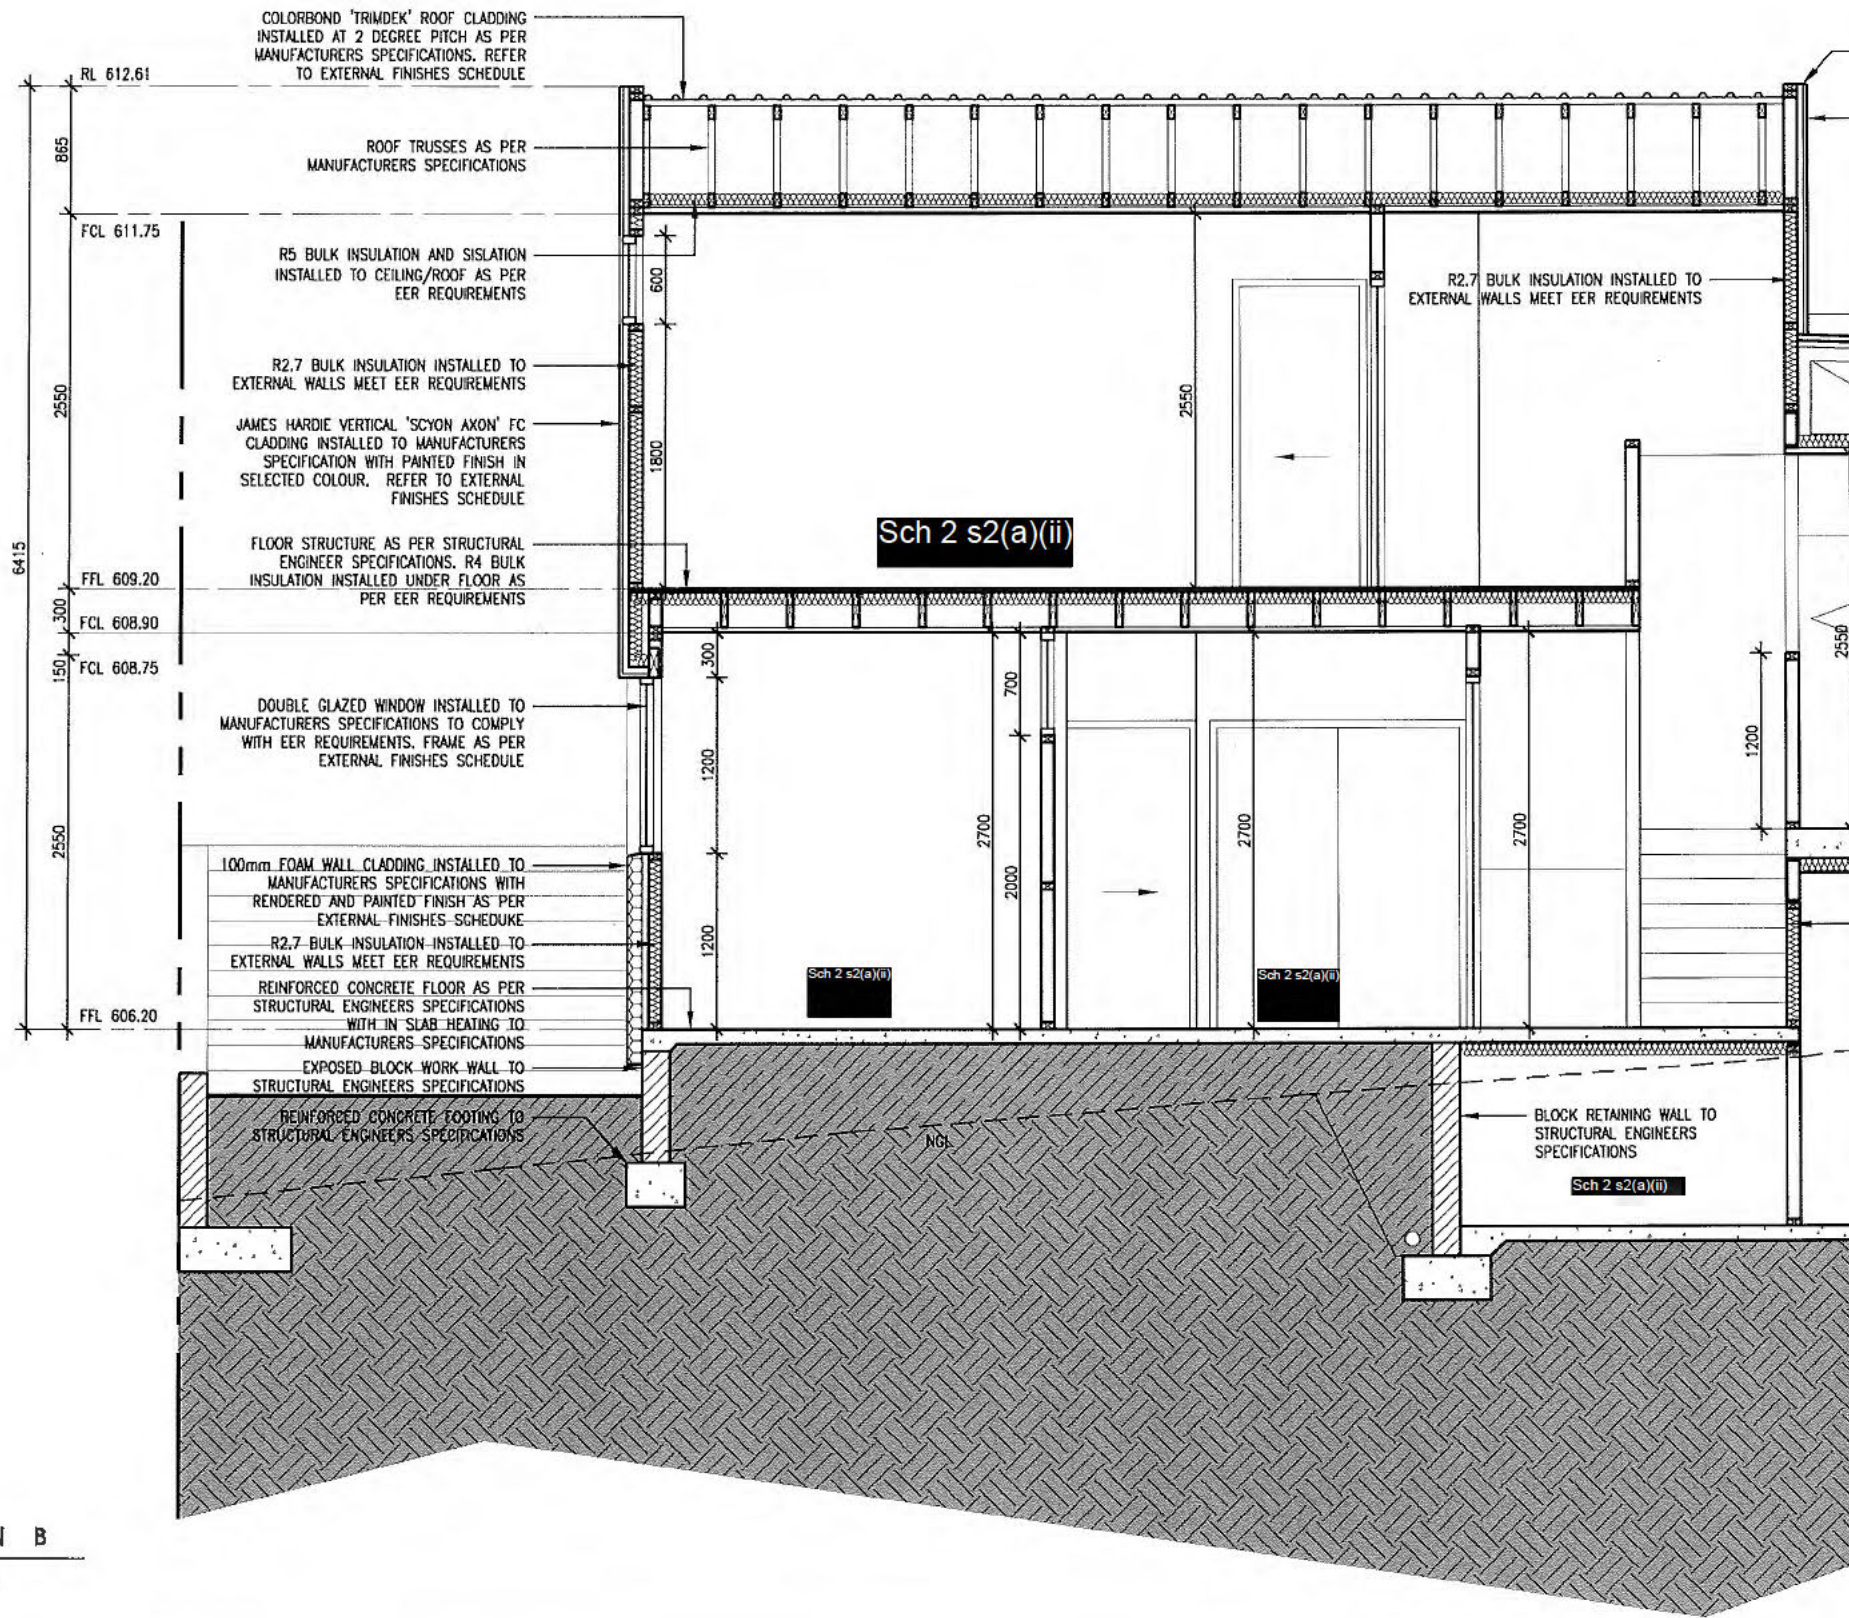 COLORBOND 'TRIMDEK' ROOF CLADDING
INSTALLED AT 2 DEGREE PITCH AS PER
MANUFACTURERS SPECIFICATIONS. REFER
TO EXTERNAL FINISHES SCHEDULE
RL 612.61
865
ROOF TRUSSES AS PER
MANUFACTURERS SPECIFICATIONS
FCL 611.75
R5 BULK INSULATION AND SISLATION
INSTALLED TO CEILING/ROOF AS PER
EER REQUIREMENTS
600
R2.7 BULK INSULATION INSTALLED TO
EXTERNAL WALLS MEET EER REQUIREMENTS
R2.7 BULK INSULATION INSTALLED TO
EXTERNAL WALLS MEET EER REQUIREMENTS
2550
2550
JAMES HARDIE VERTICAL 'SCYON AXON' FC
CLADDING INSTALLED TO MANUFACTURERS
SPECIFICATION WITH PAINTED FINISH IN
SELECTED COLOUR. REFER TO EXTERNAL
FINISHES SCHEDULE
1800
Sch 2 s2(a)(ii)
6415
FLOOR STRUCTURE AS PER STRUCTURAL
ENGINEER SPECIFICATIONS. R4 BULK
INSULATION INSTALLED UNDER FLOOR AS
PER EER REQUIREMENTS
FFL 609.20
300
FCL 608.90
150
FCL 608.75
300
700
2550
DOUBLE GLAZED WINDOW INSTALLED TO
MANUFACTURERS SPECIFICATIONS TO COMPLY
WITH EER REQUIREMENTS. FRAME AS PER
EXTERNAL FINISHES SCHEDULE
1200
1200
2550
2700
2700
2700
100mm FOAM WALL CLADDING INSTALLED TO
MANUFACTURERS SPECIFICATIONS WITH
RENDERED AND PAINTED FINISH AS PER
EXTERNAL FINISHES SCHEDUKE
2000
R2.7 BULK INSULATION INSTALLED TO
EXTERNAL WALLS MEET EER REQUIREMENTS
1200
Sch 2 s2(a)(ii)
Sch 2 s2(a)(ii)
REINFORCED CONCRETE FLOOR AS PER
STRUCTURAL ENGINEERS SPECIFICATIONS
WITH IN SLAB HEATING TO
MANUFACTURERS SPECIFICATIONS
FFL 606.20
EXPOSED BLOCK WORK WALL TO
STRUCTURAL ENGINEERS SPECIFICATIONS
REINFORCED CONCRETE FOOTING TO
STRUCTURAL ENGINEERS SPECIFICATIONS
NGL
BLOCK RETAINING WALL TO
STRUCTURAL ENGINEERS
SPECIFICATIONS
Sch 2 s2(a)(ii)
N B